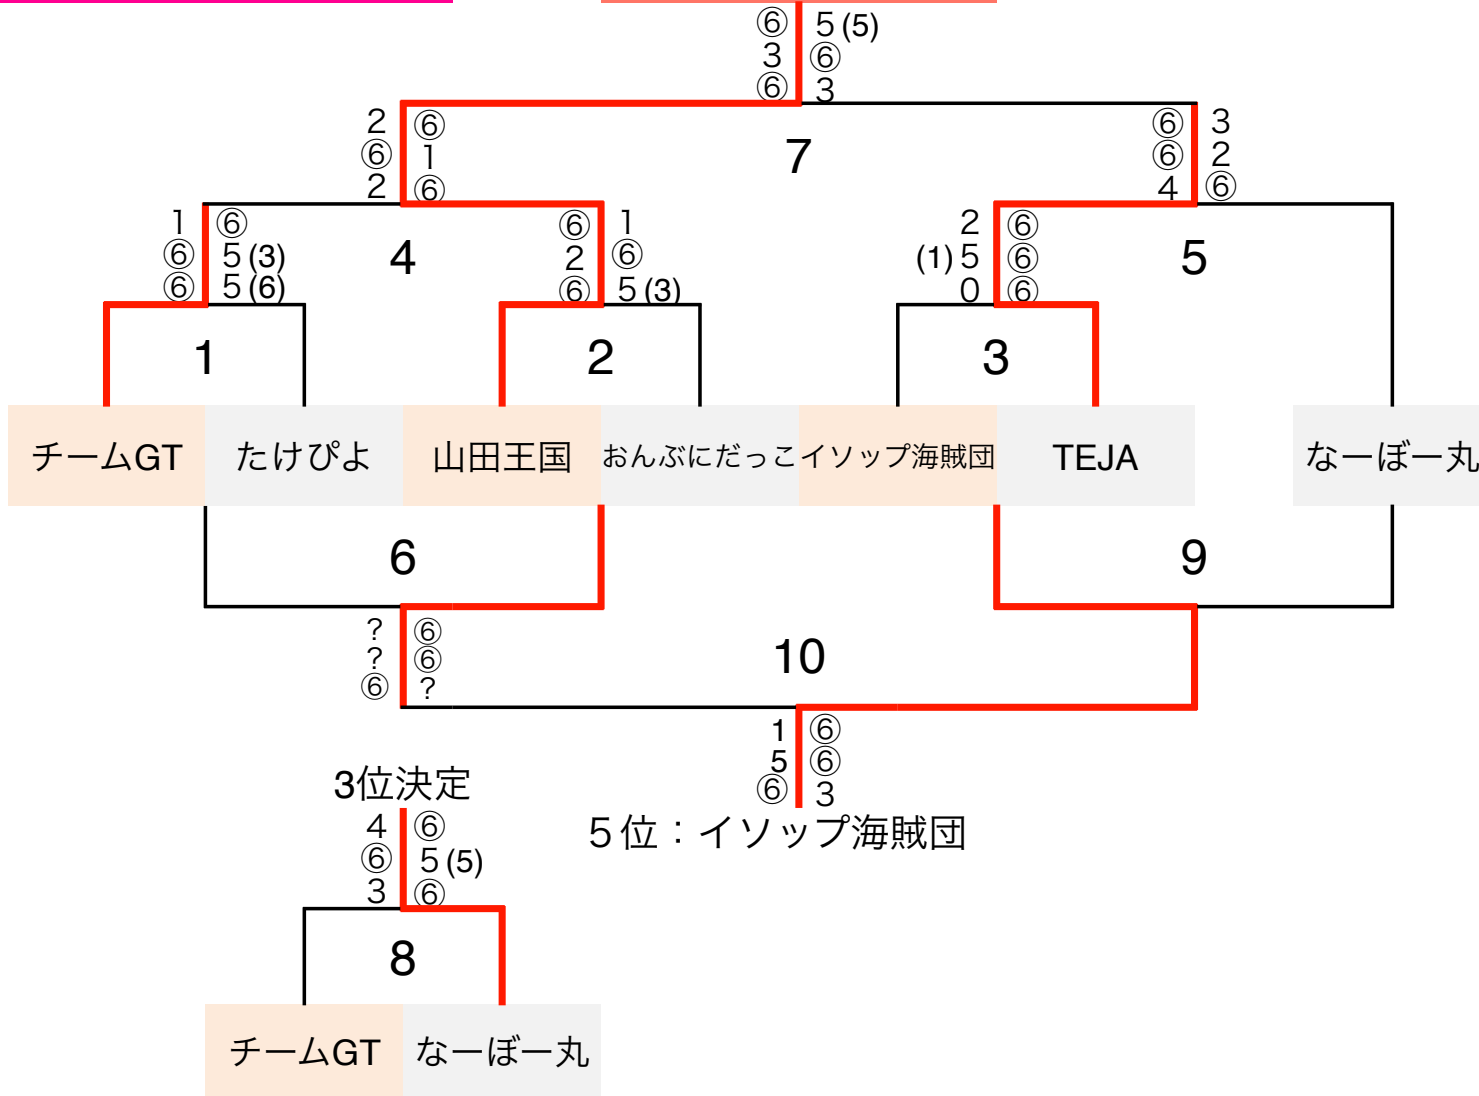 ⑥ 5 (5)
3 ⑥
⑥ 3
2 ⑥
⑥ 1
2 ⑥
7
⑥ 3
⑥ 2
4 ⑥
1 ⑥
⑥ 5 (3)
⑥ 5 (6)
4
⑥ 1
2 ⑥
⑥ 5 (3)
2 ⑥
(1) 5 ⑥
0 ⑥
5
1
2
3
チームGT
たけぴよ
山田王国
おんぶにだっこ
イソップ海賊団
TEJA
なーぼー丸
6
9
? ⑥
? ⑥
⑥ ?
10
1 ⑥
5 ⑥
⑥ 3
5位：イソップ海賊団
3位決定
4 ⑥
⑥ 5 (5)
3 ⑥
8
チームGT
なーぼー丸